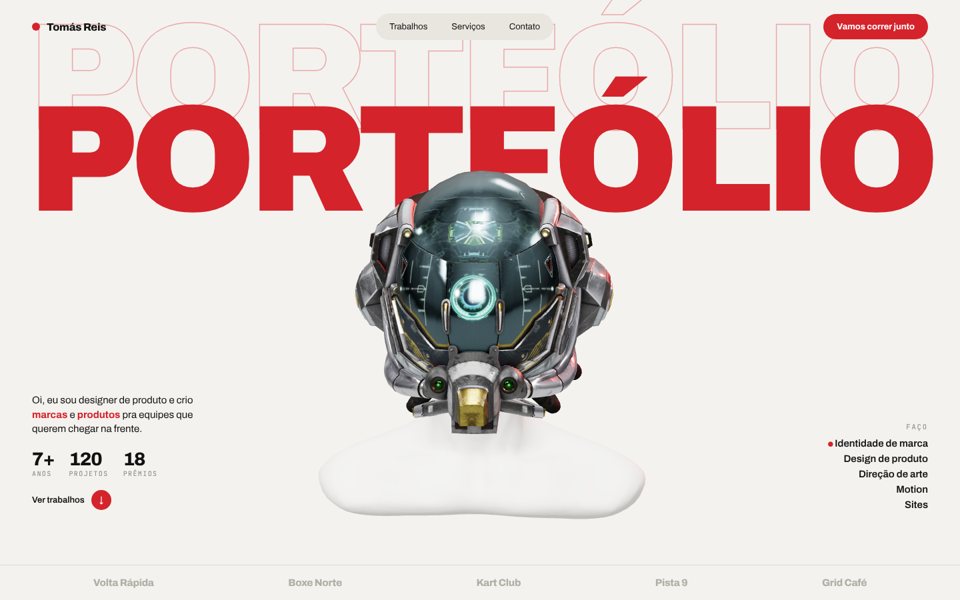 Tomás Reis
Trabalhos
Serviços
Contato
Vamos correr junto
PORTFÓLIO
PORTFÓLIO
Oi, eu sou designer de produto e crio
marcas e produtos pra equipes que
querem chegar na frente.
7+
120
18
ANOS
PROJETOS
PRÊMIOS
Ver trabalhos
FAÇO
Identidade de marca
Design de produto
Direção de arte
Motion
Sites
Volta Rápida
Boxe Norte
Kart Club
Pista 9
Grid Café